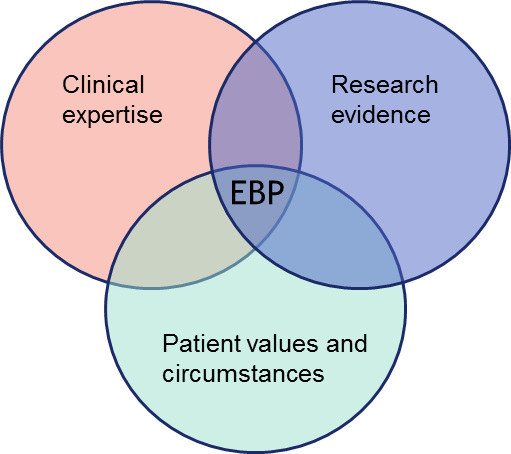 Clinical
expertise
Research
evidence
EBP
Patient values and
circumstances